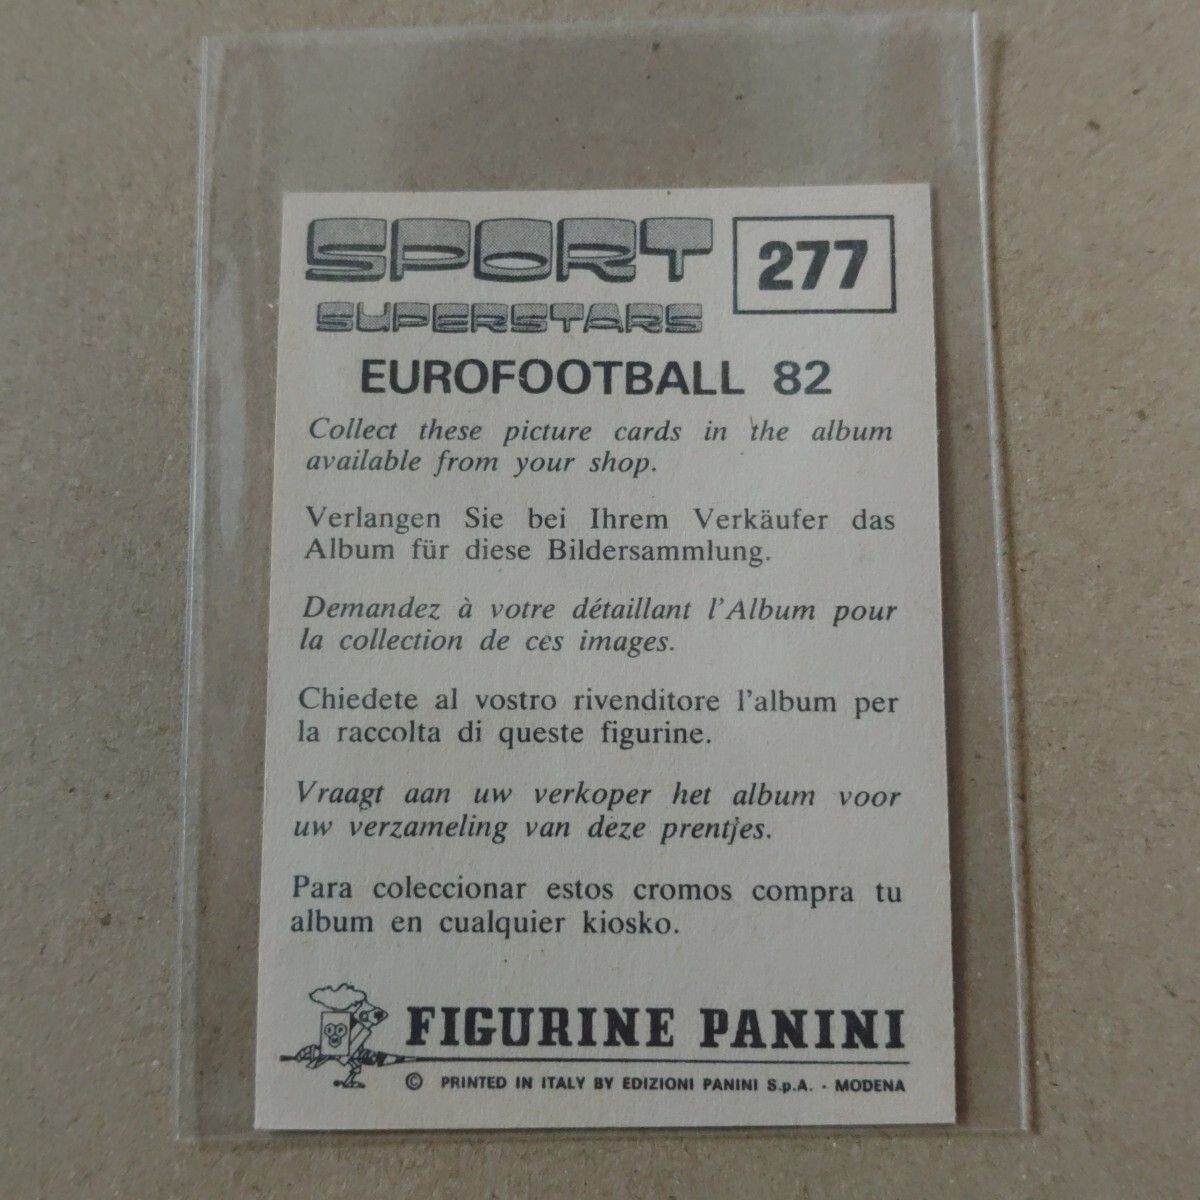 SPORT
277
SUPERSTARS
EUROFOOTBALL 82
Collect these picture cards in the album
available from your shop.
Verlangen Sie bei Ihrem Verkäufer das
Album für diese Bildersammlung.
Demandez à votre détaillant l'Album pour
la collection de ces images.
Chiedete al vostro rivenditore l'album per
la raccolta di queste figurine.
Vraagt aan uw verkoper het album voor
uw verzameling van deze prentjes.
Para coleccionar estos cromos compra tu
album en cualquier kiosko.
FIGURINE PANINI
© PRINTED IN ITALY BY EDIZIONI PANINI S.p.A. - MODENA